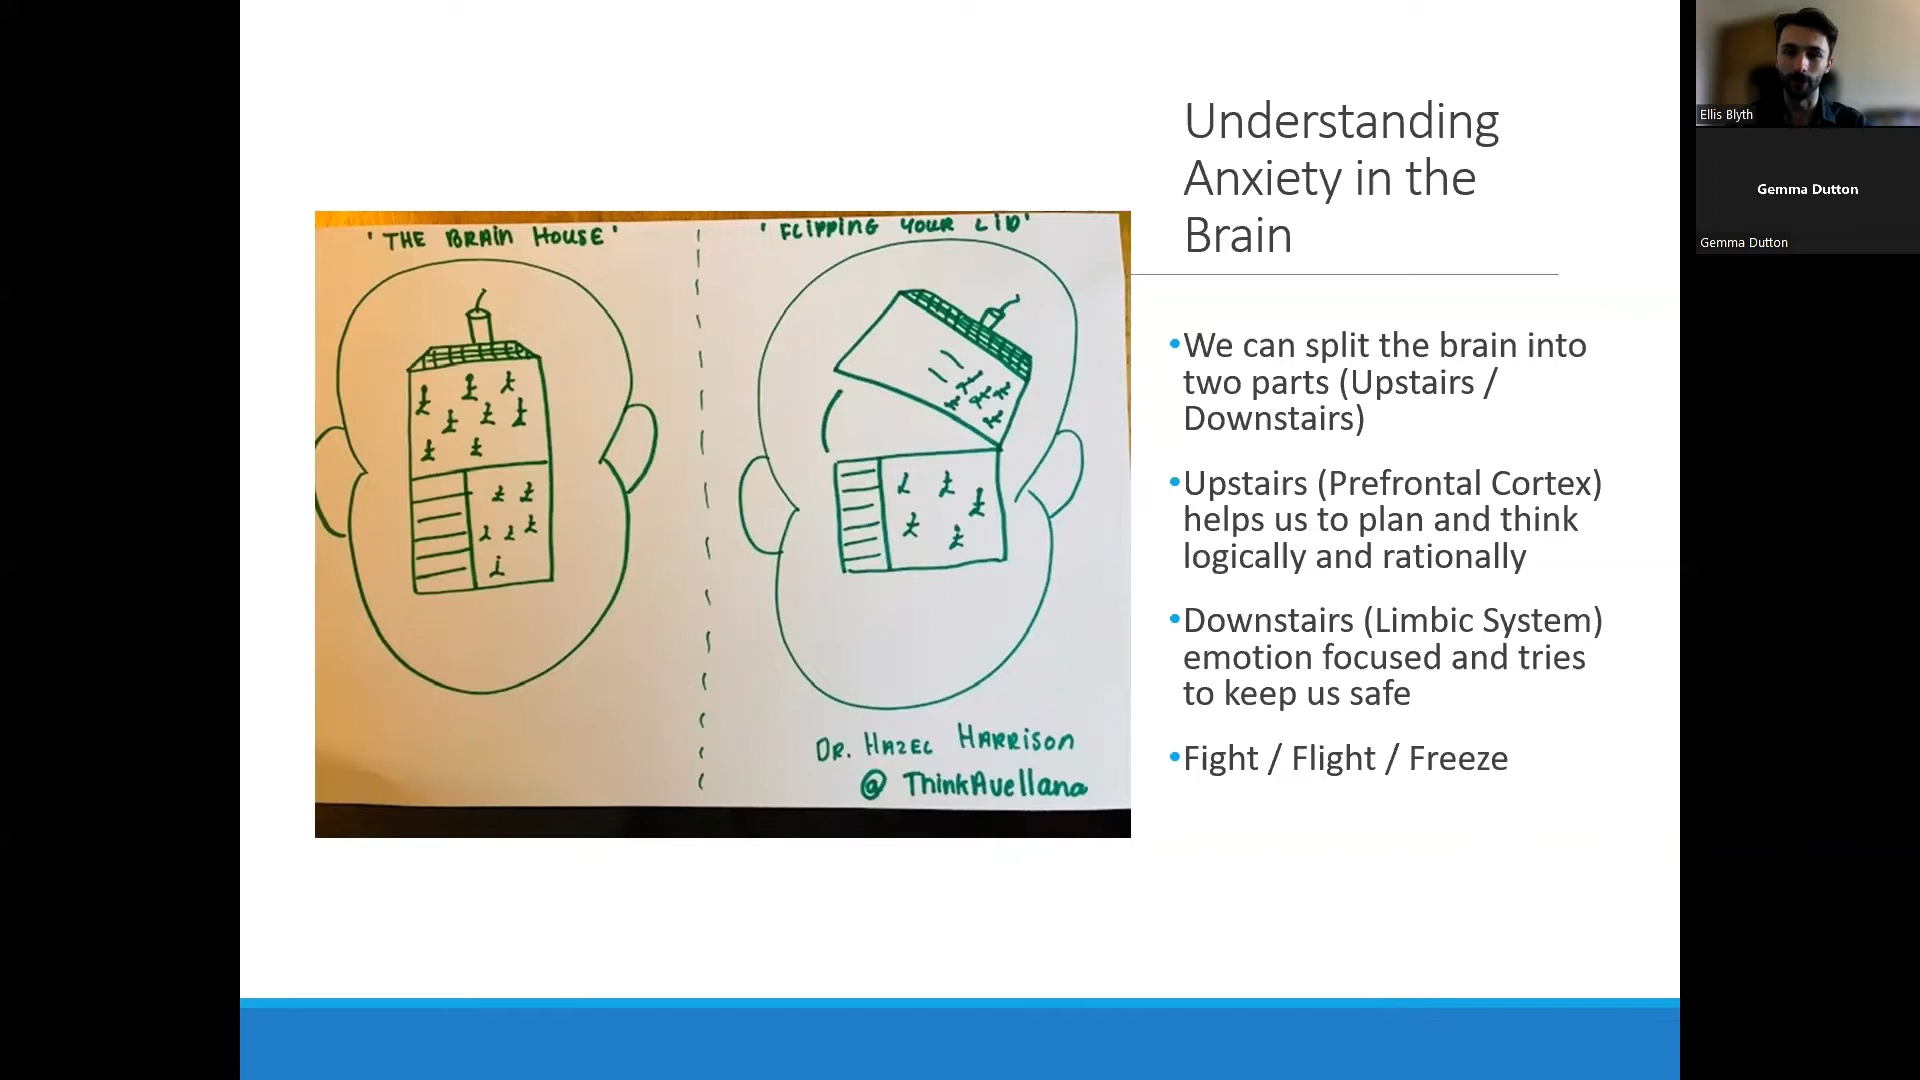 Understanding
Anxiety in the
Brain
'THE BRAIN HOUSE'
'FLIPPING YOUR LID'
DR. HAZEL HARRISON
@ ThinkAvellana
•We can split the brain into
two parts (Upstairs /
Downstairs)
•Upstairs (Prefrontal Cortex)
helps us to plan and think
logically and rationally
•Downstairs (Limbic System)
emotion focused and tries
to keep us safe
•Fight / Flight / Freeze
Ellis Blyth
Gemma Dutton
Gemma Dutton